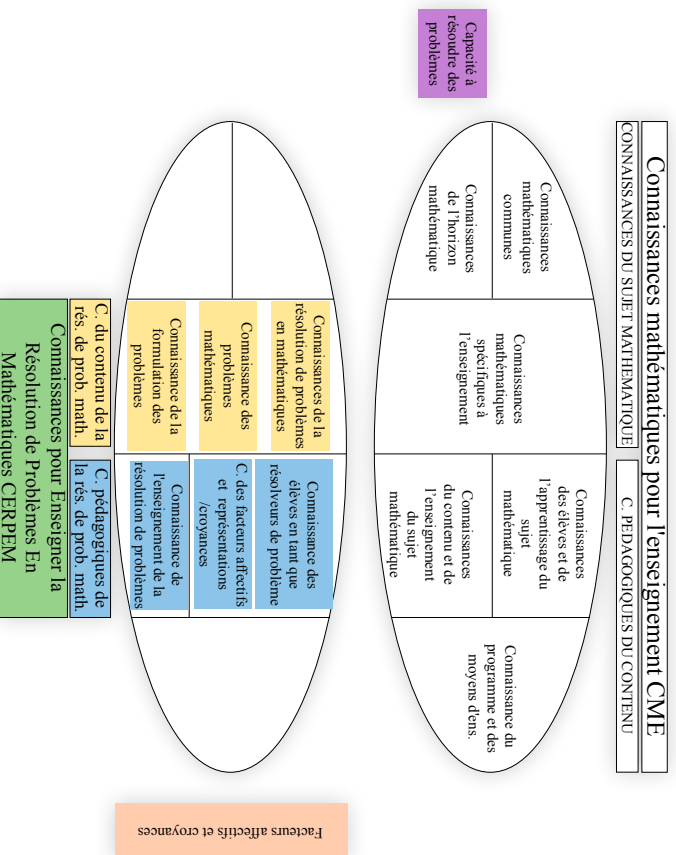 Connaissances mathématiques pour l'enseignement CME
CONNAISSANCES DU SUJET MATHEMATIQUE
C. PEDAGOGIQUES DU CONTENU
Capacité à
résoudre des
problèmes
Connaissances
mathématiques
communes
Connaissances
de l’horizon
mathématique
Connaissances
mathématiques
spécifiques à
l’enseignement
Connaissances
des élèves et de
l’apprentissage du
sujet
mathématique
Connaissances
du contenu et de
l’enseignement
du sujet
mathématique
Connaissance du
programme et des
moyens d'ens.
Connaissances de la
résolution de problèmes
en mathématiques
Connaissance des
problèmes
mathématiques
Connaissance de la
formulation des
problèmes
Connaissance des
élèves en tant que
résolveurs de problème
C. des facteurs affectifs
et représentations
/croyances
Connaissance de
l'enseignement de la
résolution de problèmes
Facteurs affectifs et croyances
C. du contenu de la
rés. de prob. math.
C. pédagogiques de
la rés. de prob. math.
Connaissances pour Enseigner la
Résolution de Problèmes En
Mathématiques CERPEM